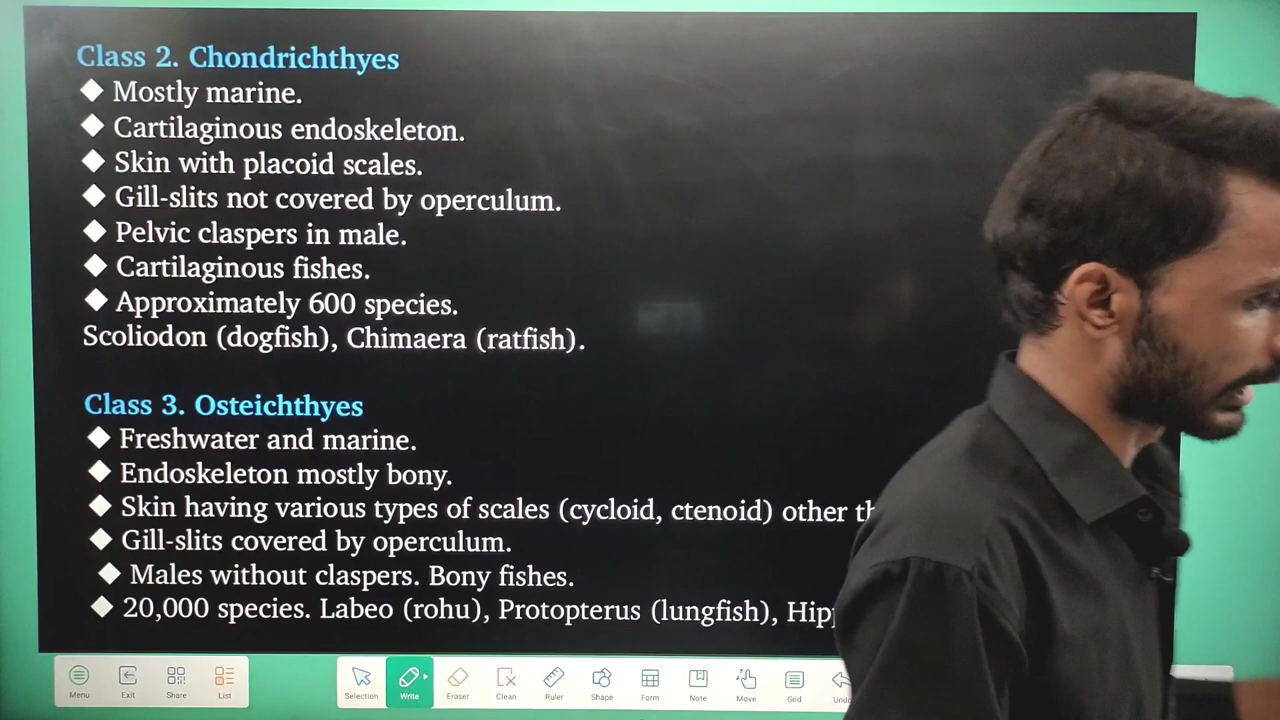 Class 2. Chondrichthyes
◆ Mostly marine.
◆ Cartilaginous endoskeleton.
◆ Skin with placoid scales.
◆ Gill-slits not covered by operculum.
◆ Pelvic claspers in male.
◆ Cartilaginous fishes.
◆ Approximately 600 species.
Scoliodon (dogfish), Chimaera (ratfish).
Class 3. Osteichthyes
◆ Freshwater and marine.
◆ Endoskeleton mostly bony.
◆ Skin having various types of scales (cycloid, ctenoid) other
◆ Gill-slits covered by operculum.
◆ Males without claspers. Bony fishes.
◆ 20,000 species. Labeo (rohu), Protopterus (lungfish),
Menu Exit Share List Selection Write Eraser Clean Ruler Shape Form Note Move Grid Undo